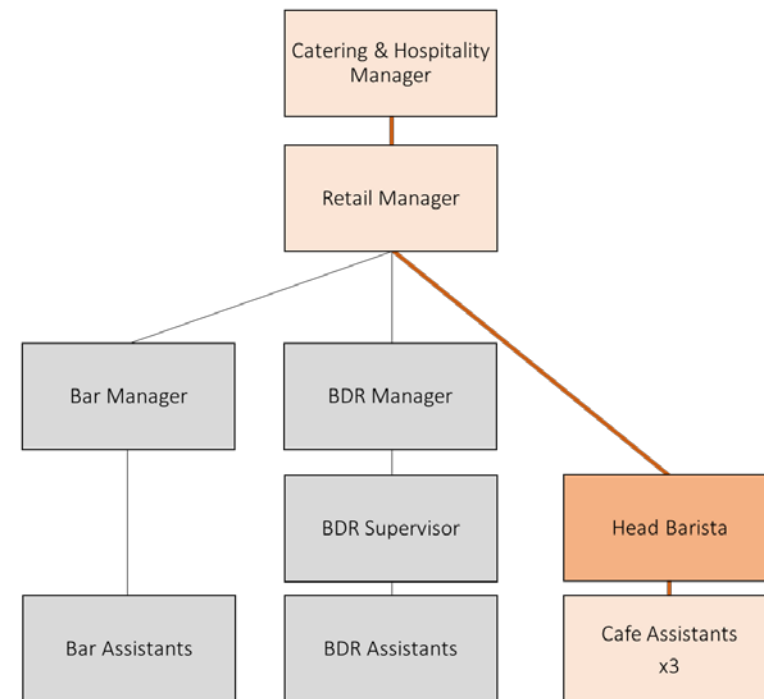 Catering & Hospitality
Manager
Retail Manager
Bar Manager
BDR Manager
BDR Supervisor
Head Barista
Bar Assistants
BDR Assistants
Cafe Assistants
x3